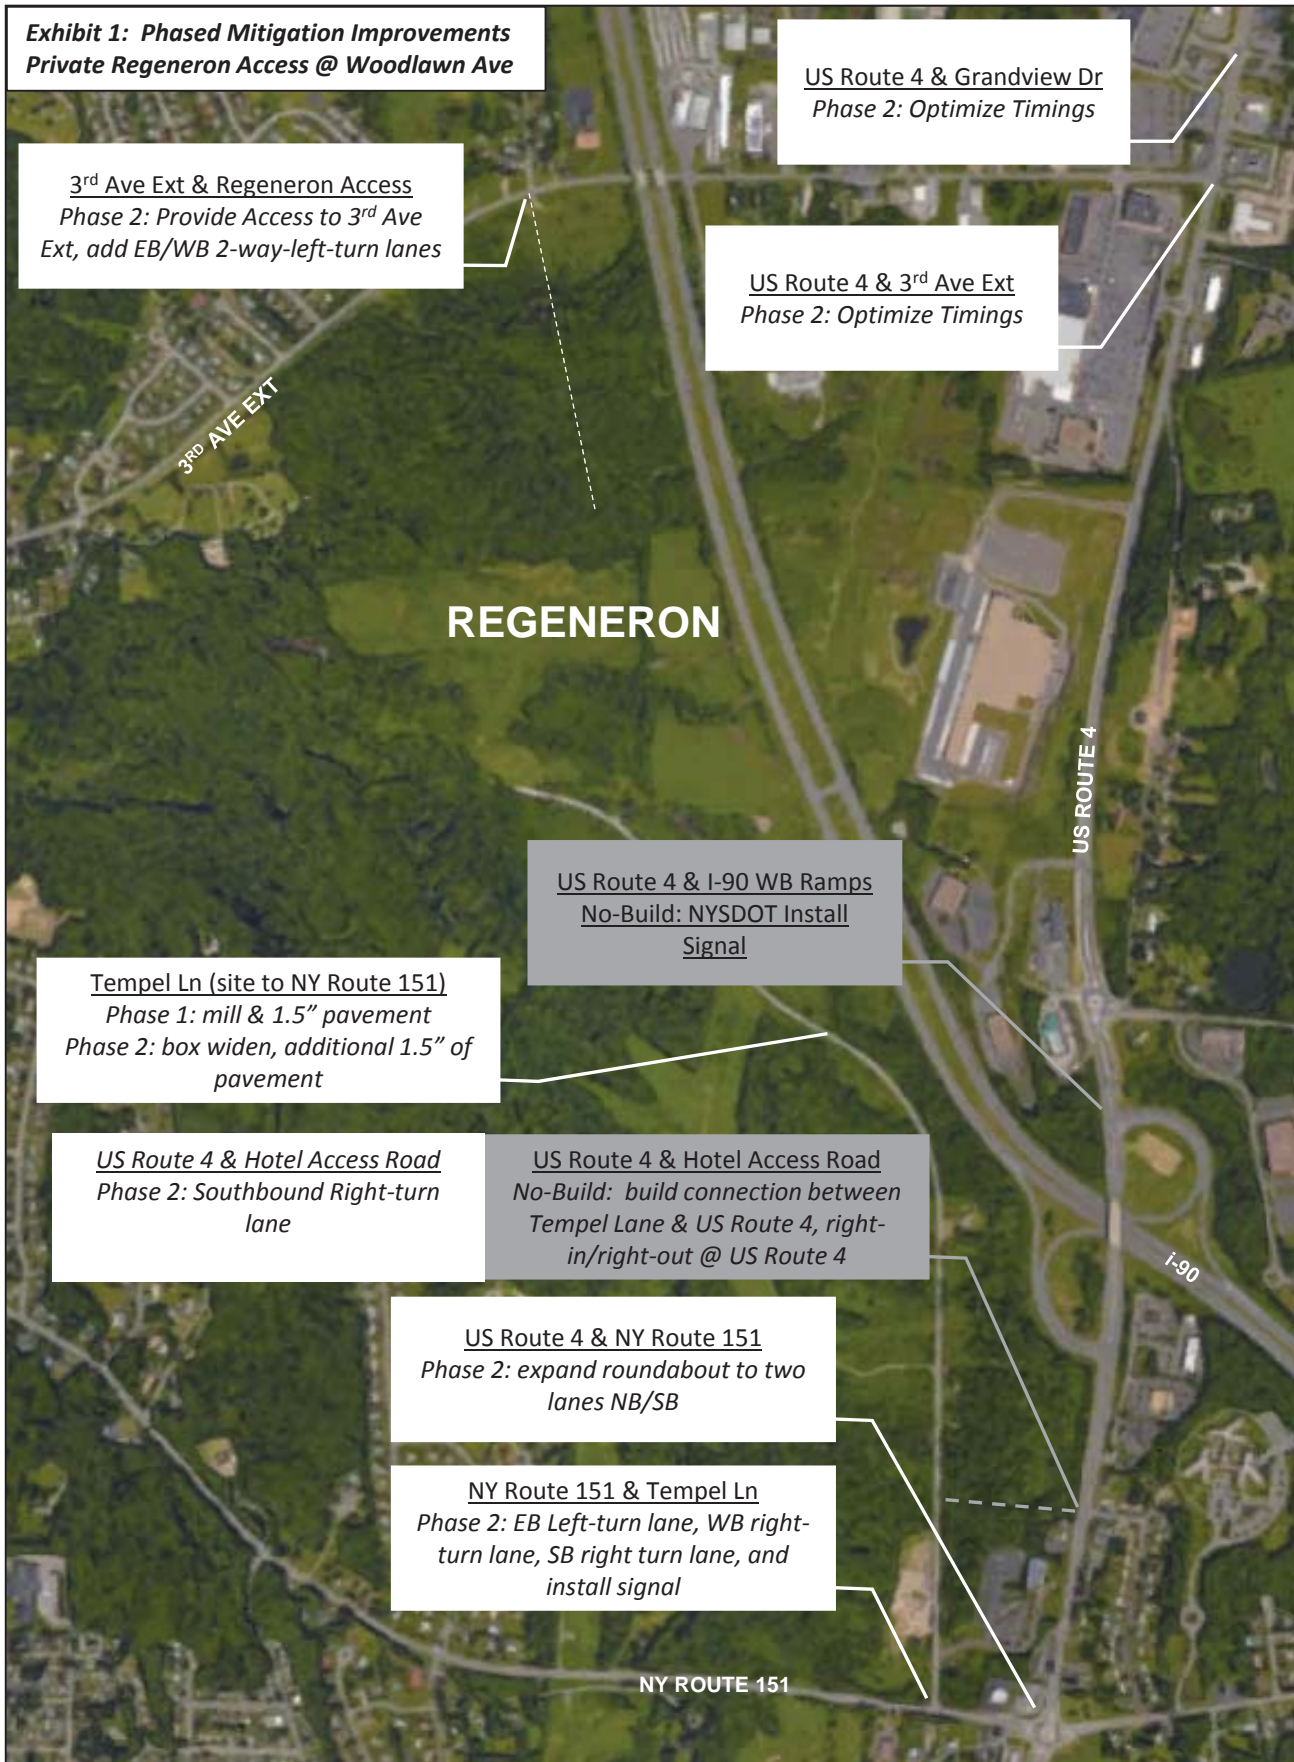 Exhibit 1: Phased Mitigation Improvements
Private Regeneron Access @ Woodlawn Ave
US Route 4 & Grandview Dr
Phase 2: Optimize Timings
3rd Ave Ext & Regeneron Access
Phase 2: Provide Access to 3rd Ave
Ext, add EB/WB 2-way-left-turn lanes
US Route 4 & 3rd Ave Ext
Phase 2: Optimize Timings
3RD AVE EXT
REGENERON
US ROUTE 4
US Route 4 & I-90 WB Ramps
No-Build: NYSDOT Install
Signal
Tempel Ln (site to NY Route 151)
Phase 1: mill & 1.5” pavement
Phase 2: box widen, additional 1.5” of
pavement
US Route 4 & Hotel Access Road
Phase 2: Southbound Right-turn
lane
US Route 4 & Hotel Access Road
No-Build: build connection between
Tempel Lane & US Route 4, right-
in/right-out @ US Route 4
i-90
US Route 4 & NY Route 151
Phase 2: expand roundabout to two
lanes NB/SB
NY Route 151 & Tempel Ln
Phase 2: EB Left-turn lane, WB right-
turn lane, SB right turn lane, and
install signal
NY ROUTE 151